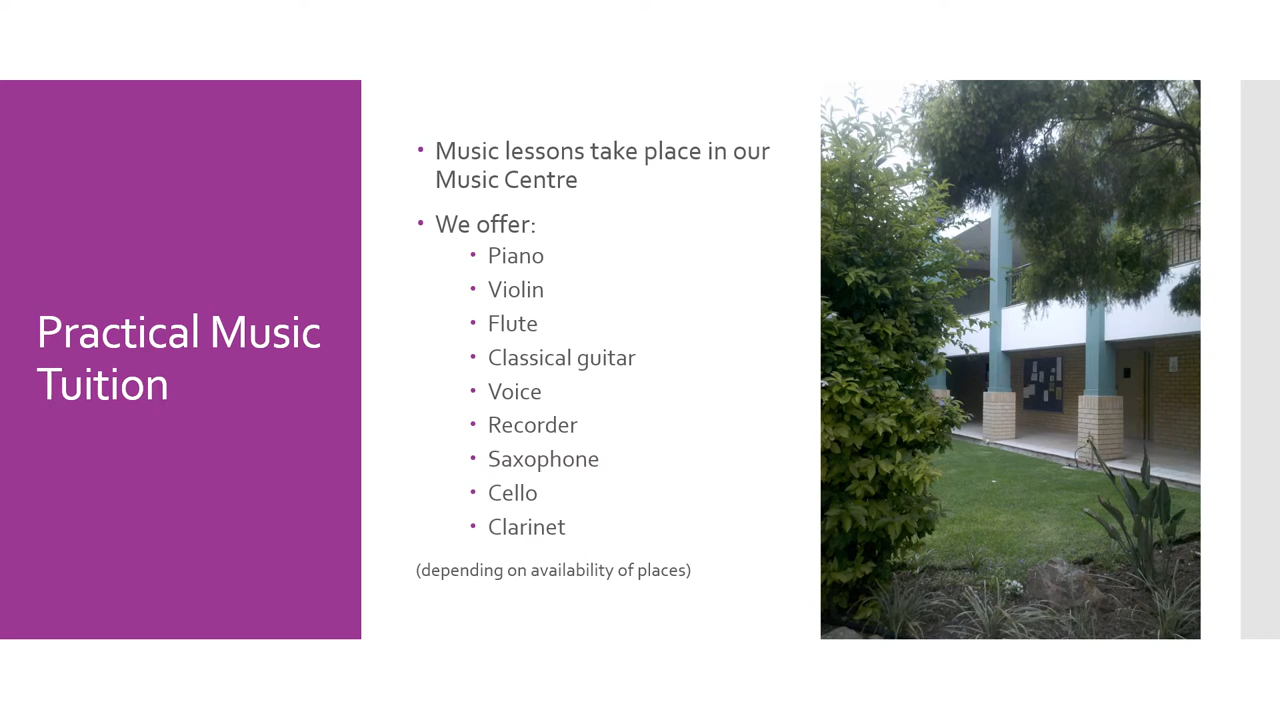 Practical Music
Tuition
• Music lessons take place in our
Music Centre
• We offer:
• Piano
• Violin
• Flute
• Classical guitar
• Voice
• Recorder
• Saxophone
• Cello
• Clarinet
(depending on availability of places)